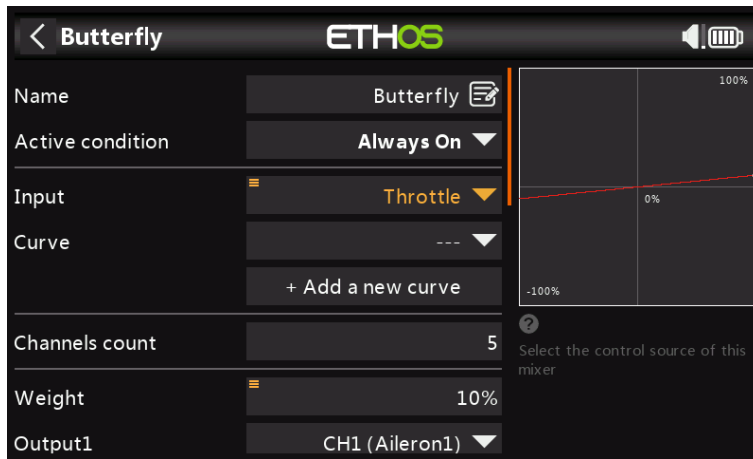 Butterfly
ETHOS
Name
Butterfly
Active condition
Always On
Input
Throttle
Curve
---
+ Add a new curve
Channels count
5
Weight
10%
Output1
CH1 (Aileron1)
100%
0%
-100%
?
Select the control source of this
mixer